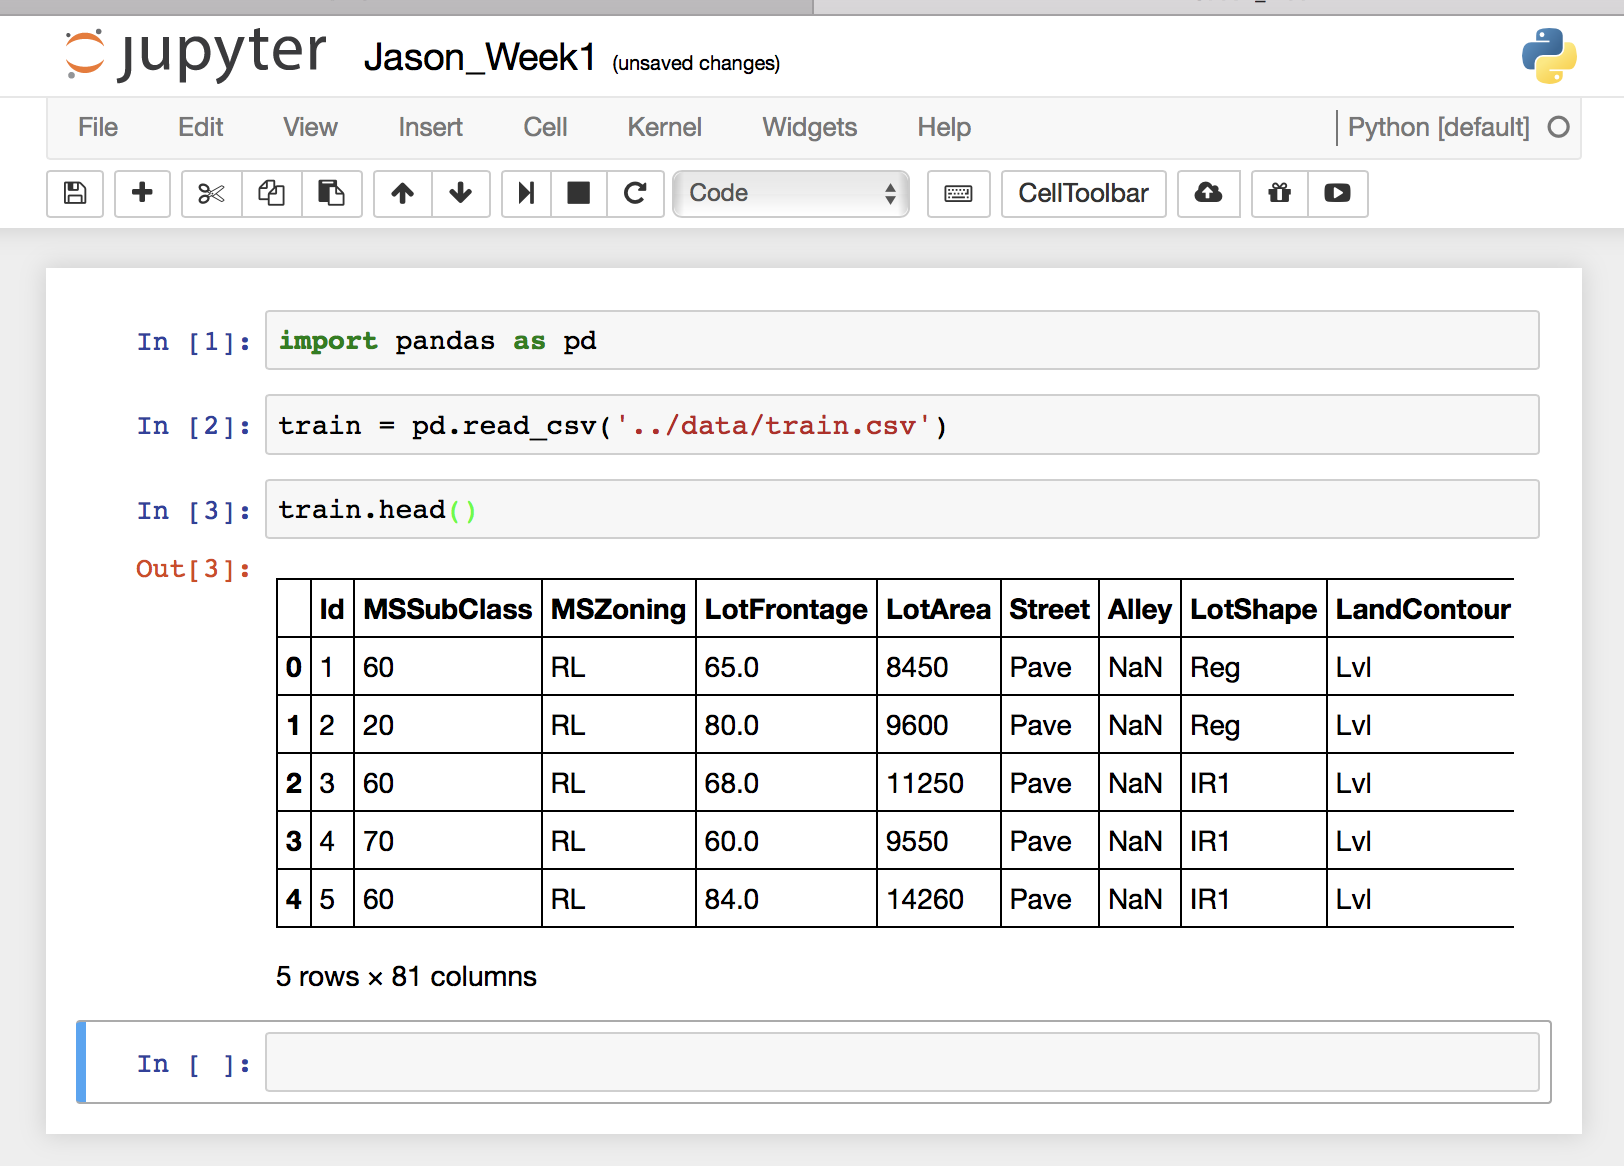 jupyter Jason_Week1 (unsaved changes)
File Edit View Insert Cell Kernel Widgets Help Python [default]
Code CellToolbar
In [1]: import pandas as pd
In [2]: train = pd.read_csv('../data/train.csv')
In [3]: train.head()
Out[3]:
Id MSSubClass MSZoning LotFrontage LotArea Street Alley LotShape LandContour
0 1 60 RL 65.0 8450 Pave NaN Reg Lvl
1 2 20 RL 80.0 9600 Pave NaN Reg Lvl
2 3 60 RL 68.0 11250 Pave NaN IR1 Lvl
3 4 70 RL 60.0 9550 Pave NaN IR1 Lvl
4 5 60 RL 84.0 14260 Pave NaN IR1 Lvl
5 rows × 81 columns
In [ ]: